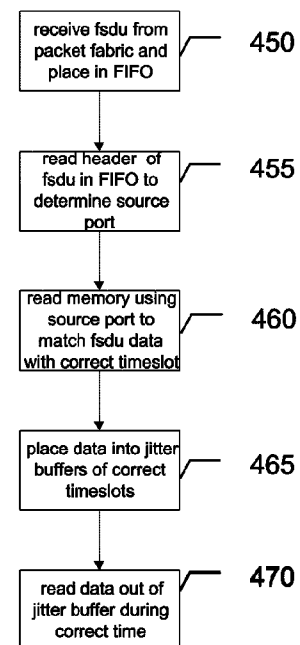 receive fsdu from
packet fabric and
place in FIFO
450
read header of
fsdu in FIFO to
determine source
port
455
read memory using
source port to
match fsdu data
with correct timeslot
460
place data into jitter
buffers of correct
timeslots
465
read data out of
jitter buffer during
correct time
470